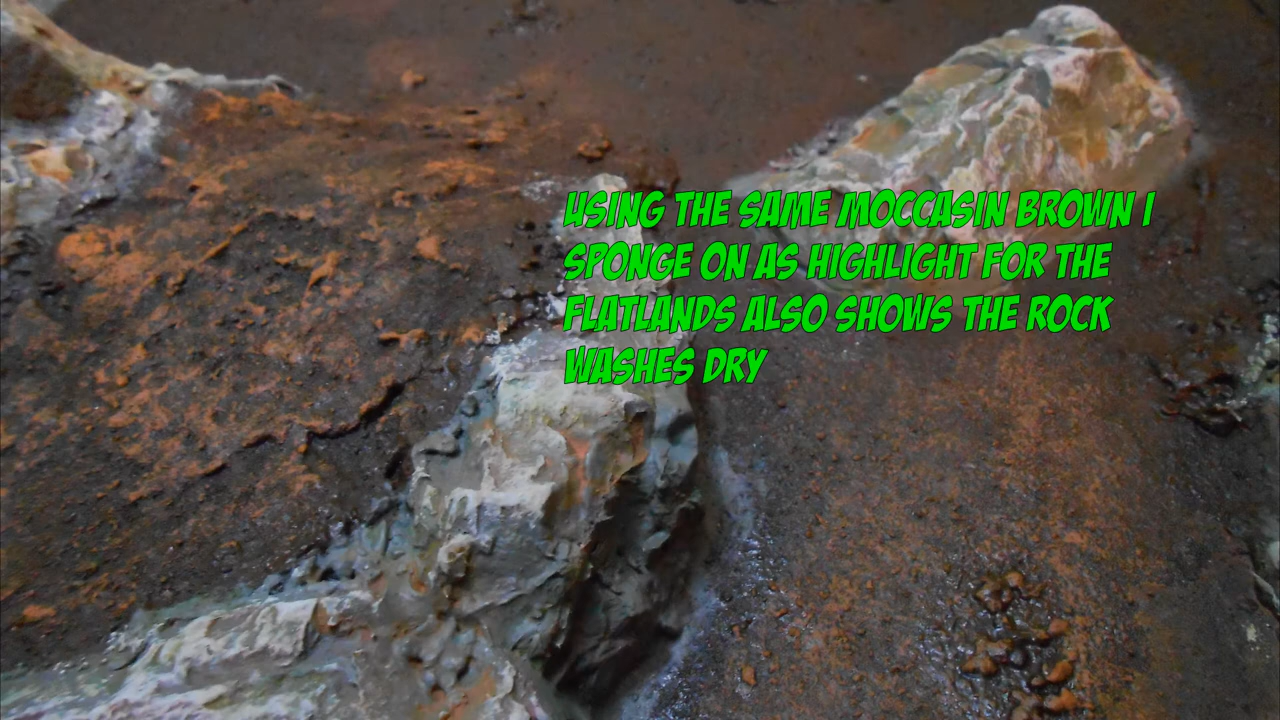 USING THE SAME MOCCASIN BROWN I
SPONGE ON AS HIGHLIGHT FOR THE
FLATLANDS ALSO SHOWS THE ROCK
WASHES DRY